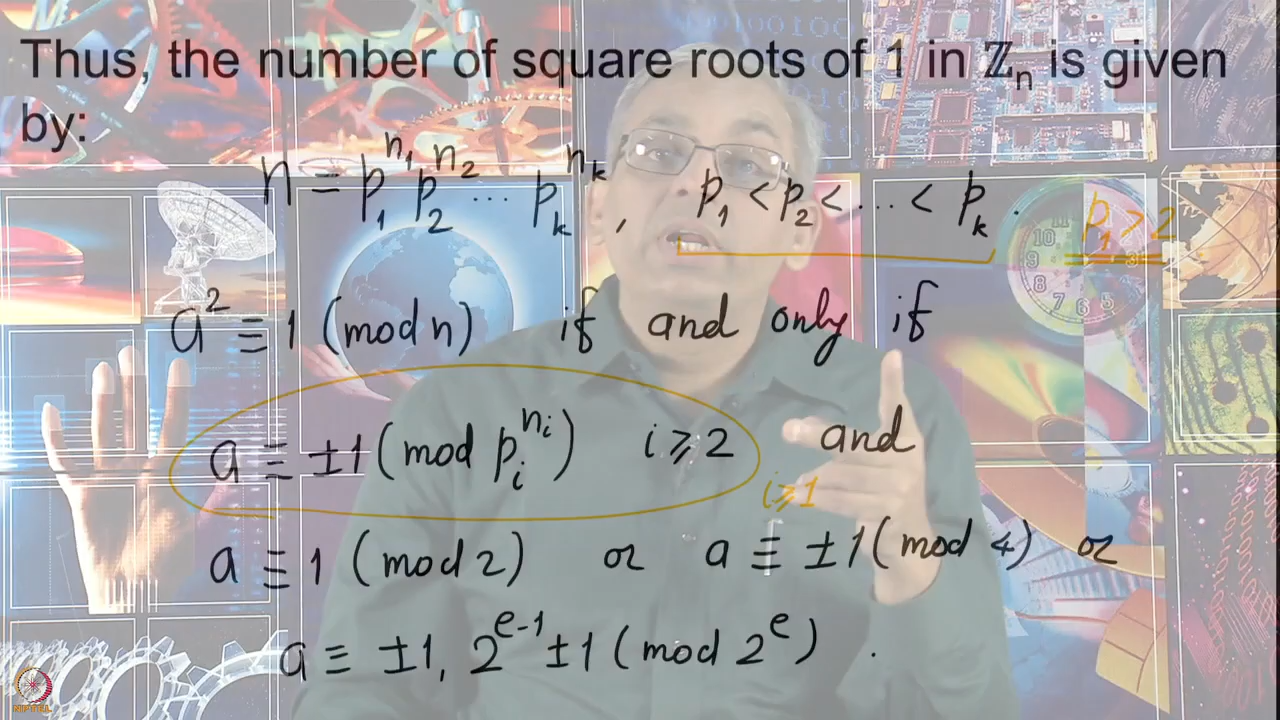 Thus, the number of square roots of 1 in ℤₙ is given
by:
n = p₁^n₁ p₂^n₂ ... pₖ^nₖ , p₁ < p₂ < ... < pₖ . p₁ > 2
a² ≡ 1 (mod n) if and only if
a ≡ ±1 (mod pᵢ^nᵢ) i ≥ 2 and
i ≥ 1
a ≡ 1 (mod 2) or a ≡ ±1 (mod 4) or
a ≡ ±1, 2^(e-1) ±1 (mod 2^e) .
NPTEL